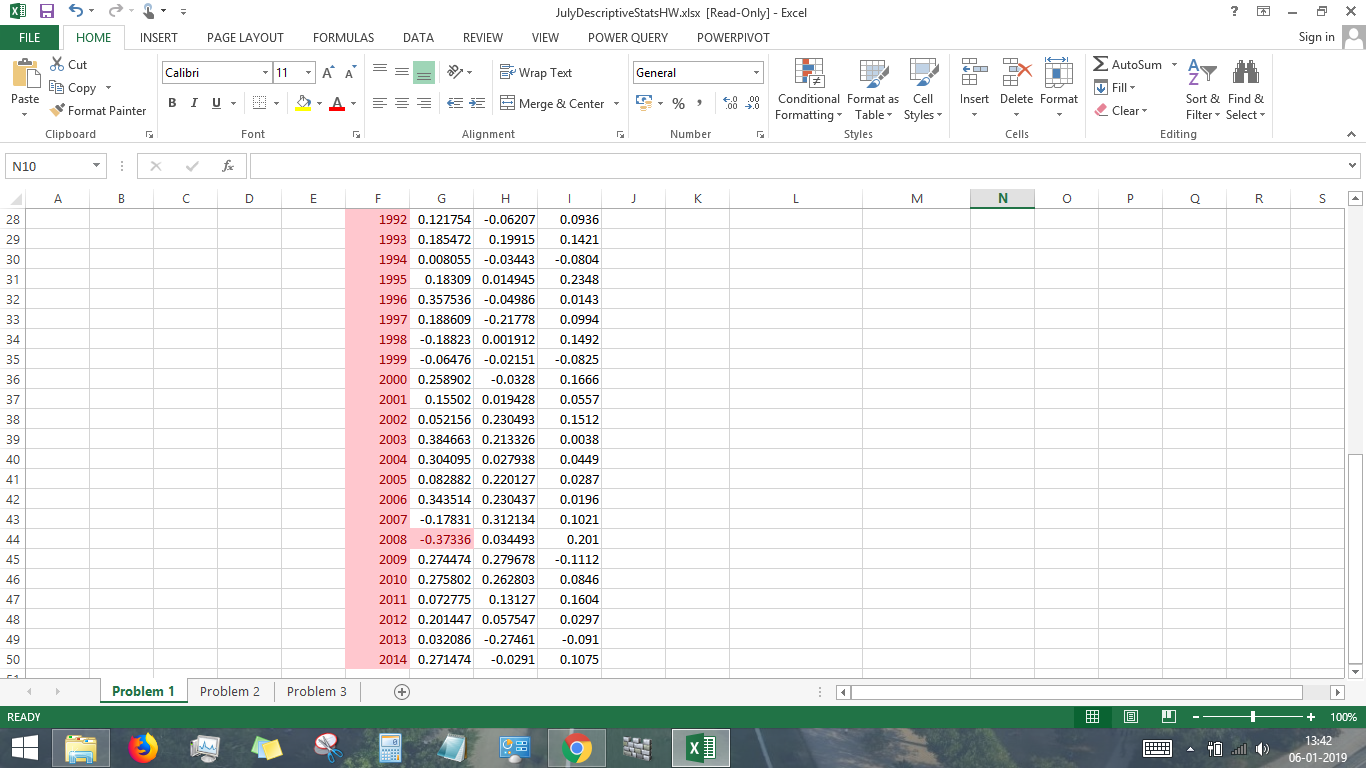 JulyDescriptiveStatsHW.xlsx [Read-Only] - Excel
FILE HOME INSERT PAGE LAYOUT FORMULAS DATA REVIEW VIEW POWER QUERY POWERPIVOT Sign in
Paste Cut Copy Format Painter Clipboard
Calibri 11 B I U A Font
Wrap Text Merge & Center Alignment
General % , Number
Conditional Formatting Format as Table Cell Styles Styles
Insert Delete Format Cells
AutoSum Fill Clear Sort & Filter Find & Select Editing
N10 fx
A B C D E F G H I J K L M N O P Q R S
28 1992 0.121754 -0.06207 0.0936
29 1993 0.185472 0.19915 0.1421
30 1994 0.008055 -0.03443 -0.0804
31 1995 0.18309 0.014945 0.2348
32 1996 0.357536 -0.04986 0.0143
33 1997 0.188609 -0.21778 0.0994
34 1998 -0.18823 0.001912 0.1492
35 1999 -0.06476 -0.02151 -0.0825
36 2000 0.258902 -0.0328 0.1666
37 2001 0.15502 0.019428 0.0557
38 2002 0.052156 0.230493 0.1512
39 2003 0.384663 0.213326 0.0038
40 2004 0.304095 0.027938 0.0449
41 2005 0.082882 0.220127 0.0287
42 2006 0.343514 0.230437 0.0196
43 2007 -0.17831 0.312134 0.1021
44 2008 -0.37336 0.034493 0.201
45 2009 0.274474 0.279678 -0.1112
46 2010 0.275802 0.262803 0.0846
47 2011 0.072775 0.13127 0.1604
48 2012 0.201447 0.057547 0.0297
49 2013 0.032086 -0.27461 -0.091
50 2014 0.271474 -0.0291 0.1075
Problem 1 Problem 2 Problem 3
READY 100%
13:42
06-01-2019